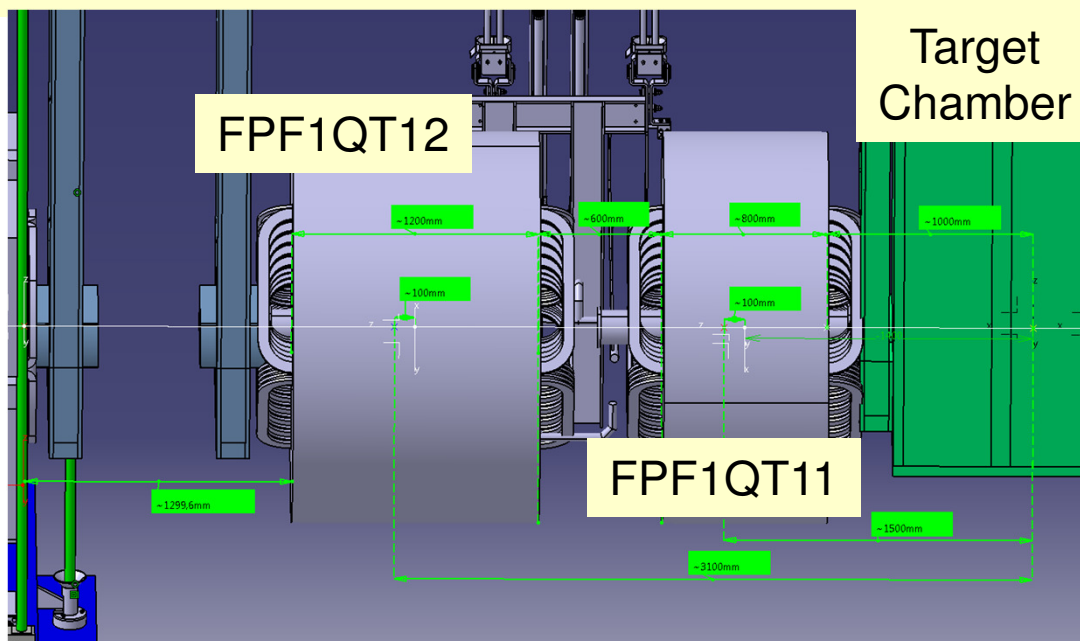 Target
Chamber
FPF1QT12
~1200mm
~600mm
~800mm
~1000mm
~100mm
~100mm
z
x
y
z
y
z
x
z
y
x
x
y
x
FPF1QT11
~1299,6mm
~1500mm
~3100mm